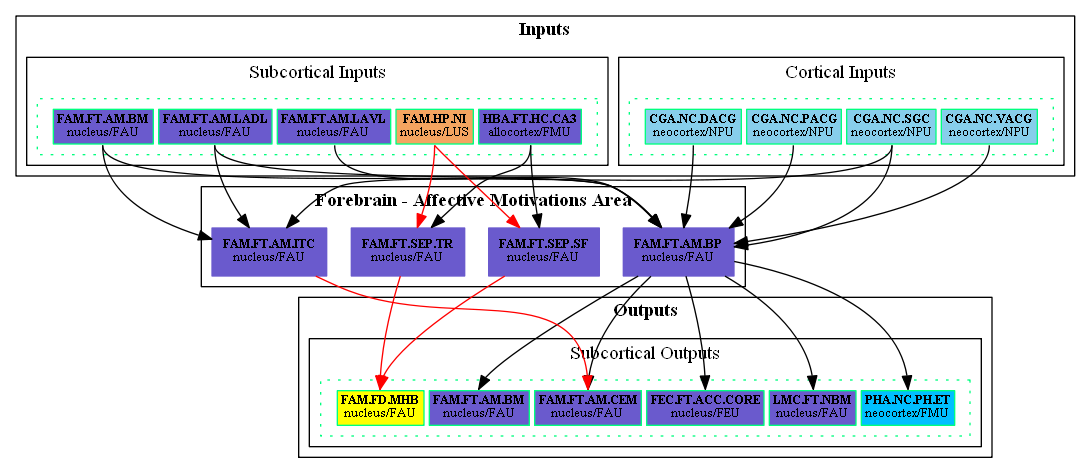 Inputs
Subcortical Inputs
Cortical Inputs
FAM.FT.AM.BM
nucleus/FAU
FAM.FT.AM.LADL
nucleus/FAU
FAM.FT.AM.LAVL
nucleus/FAU
FAM.HP.NI
nucleus/LUS
HBA.FT.HC.CA3
allocortex/FMU
CGA.NC.DACG
neocortex/NPU
CGA.NC.PACG
neocortex/NPU
CGA.NC.SGC
neocortex/NPU
CGA.NC.VACG
neocortex/NPU
Forebrain - Affective Motivations Area
FAM.FT.AM.ITC
nucleus/FAU
FAM.FT.SEP.TR
nucleus/FAU
FAM.FT.SEP.SF
nucleus/FAU
FAM.FT.AM.BP
nucleus/FAU
Outputs
Subcortical Outputs
FAM.FD.MHB
nucleus/FAU
FAM.FT.AM.BM
nucleus/FAU
FAM.FT.AM.CEM
nucleus/FAU
FEC.FT.ACC.CORE
nucleus/FEU
LMC.FT.NBM
nucleus/FAU
PHA.NC.PH.ET
neocortex/FMU